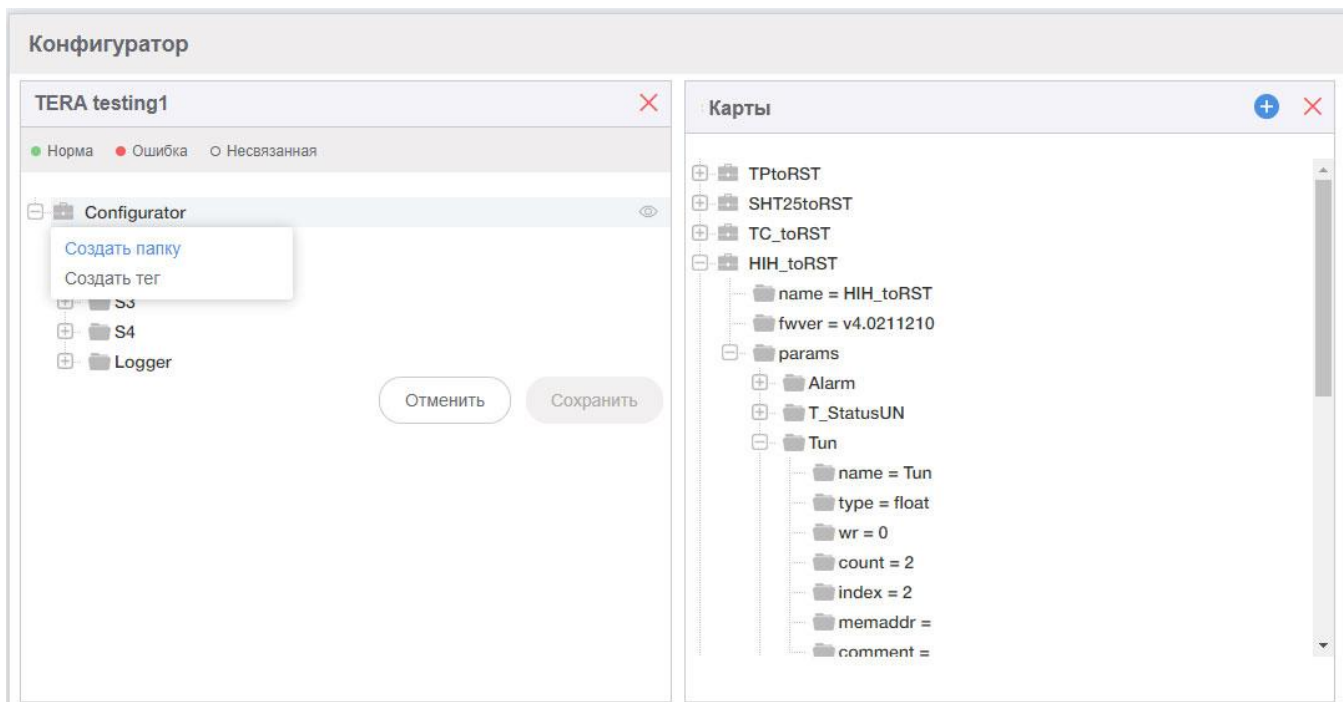 Конфигуратор
TERA testing1
Норма Ошибка Несвязанная
Configurator
Создать папку
Создать тег
S3
S4
Logger
Отменить Сохранить
Карты
TPtoRST
SHT25toRST
TC_toRST
HIH_toRST
name = HIH_toRST
fwver = v4.0211210
params
Alarm
T_StatusUN
Tun
name = Tun
type = float
wr = 0
count = 2
index = 2
memaddr =
comment =